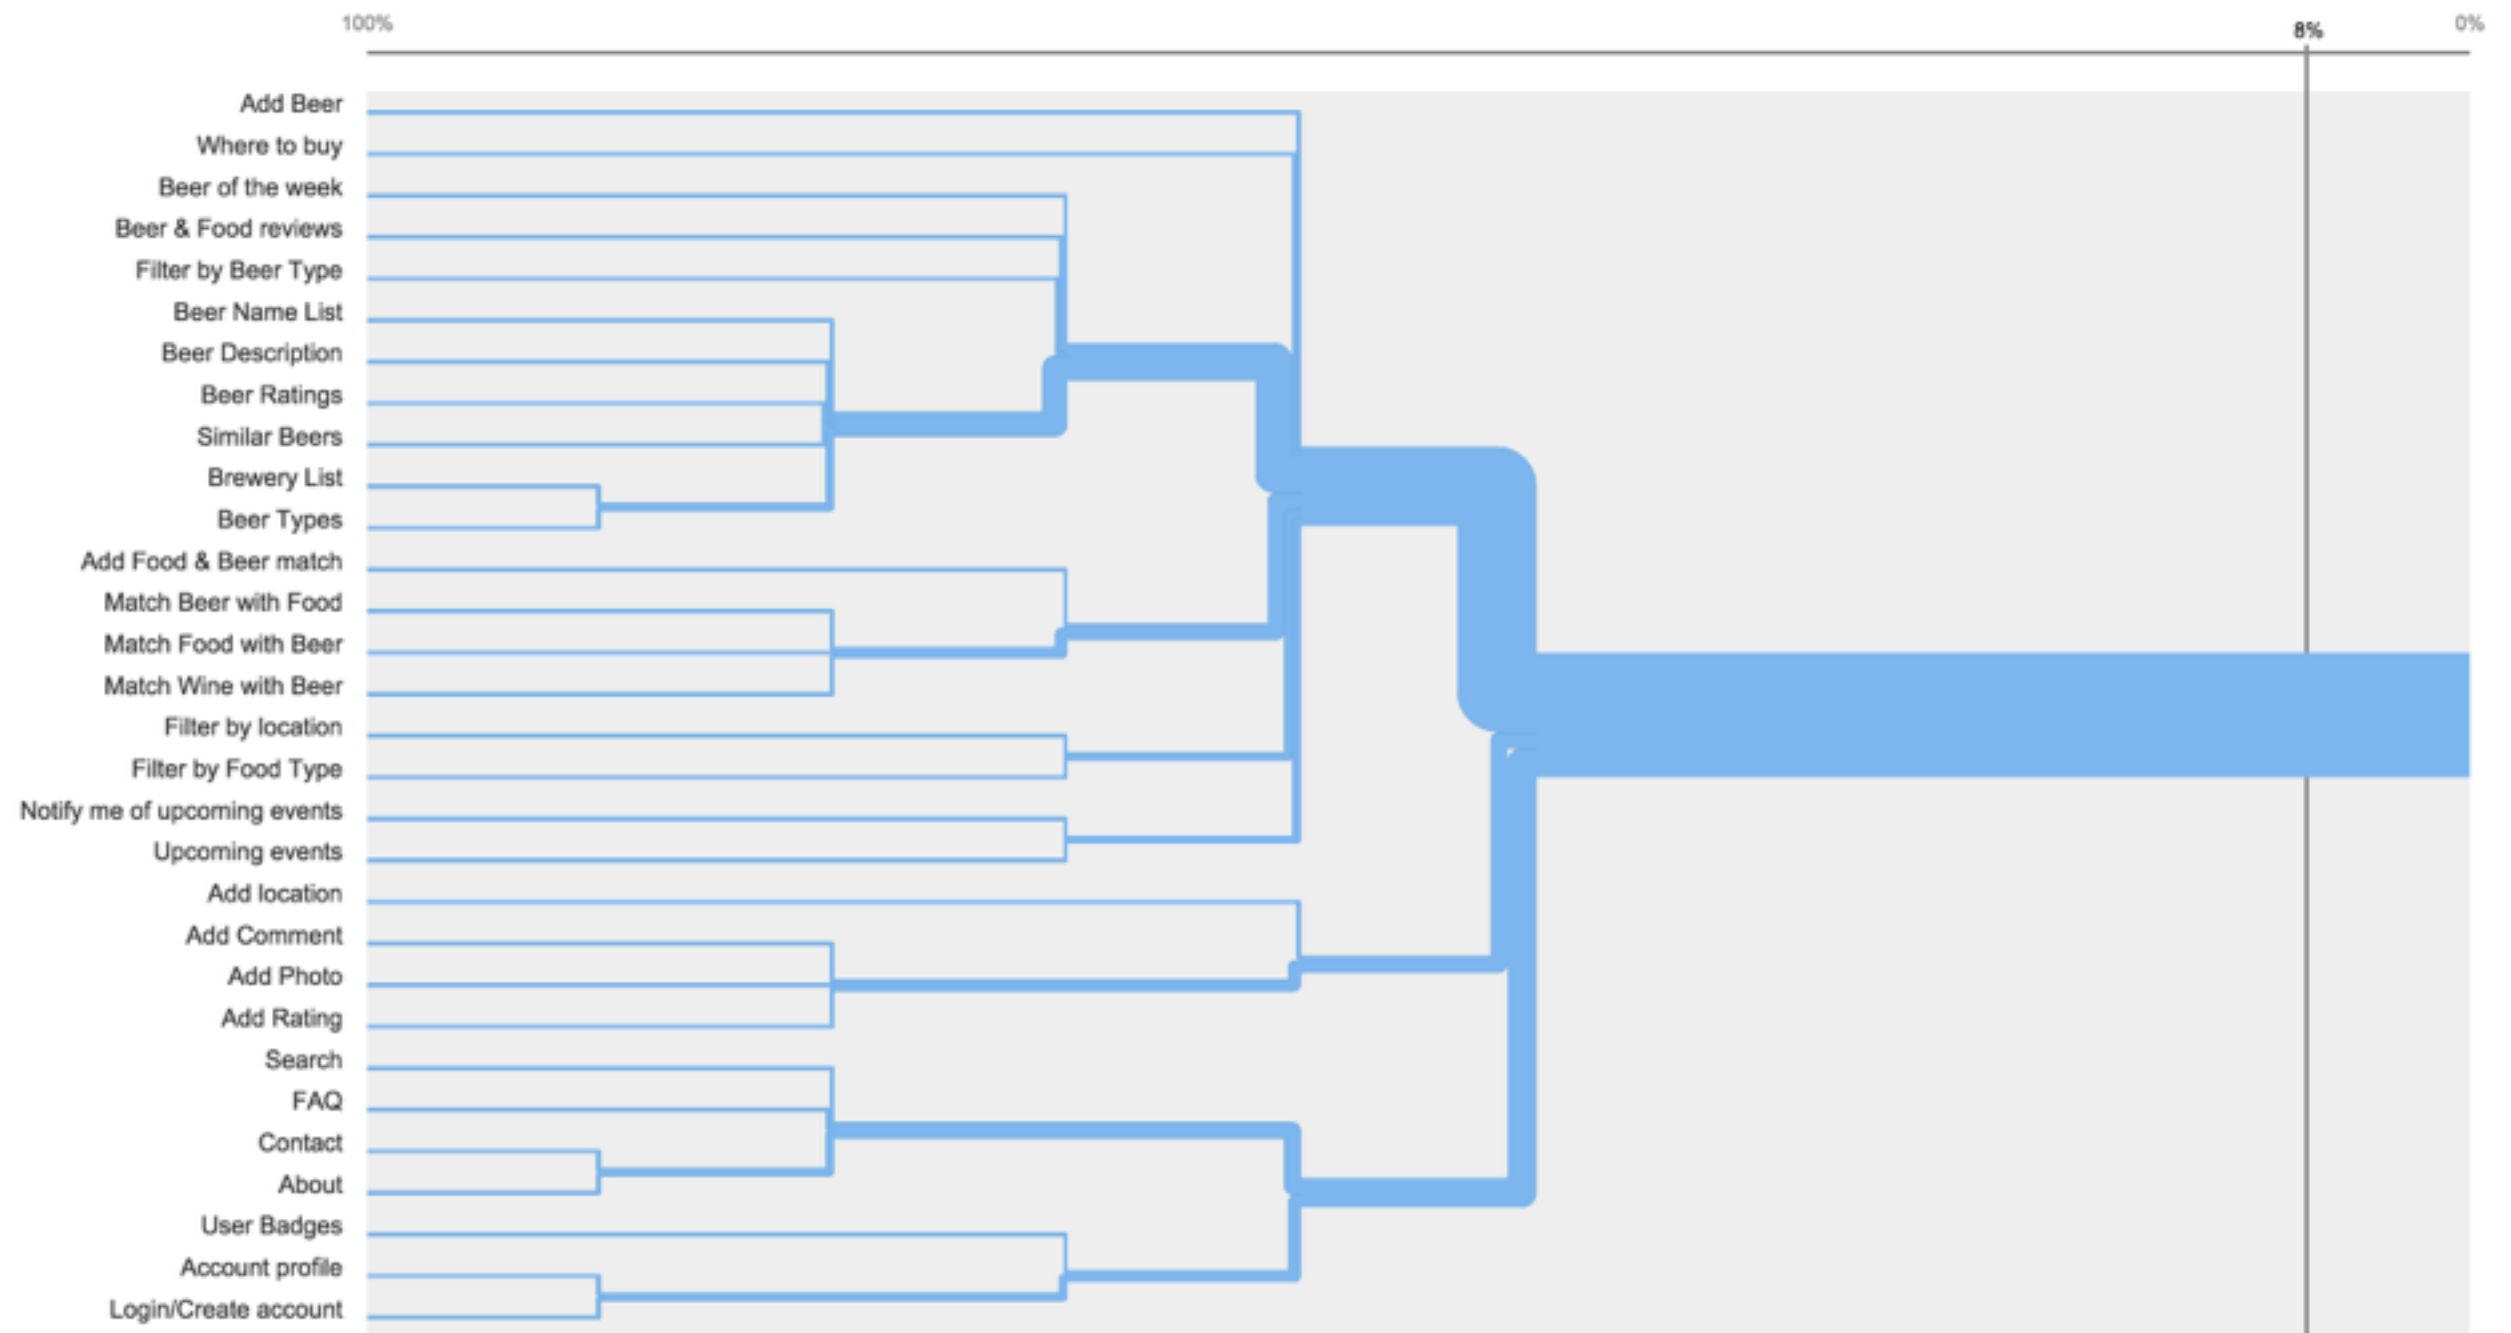 100%
8%
0%
Add Beer
Where to buy
Beer of the week
Beer & Food reviews
Filter by Beer Type
Beer Name List
Beer Description
Beer Ratings
Similar Beers
Brewery List
Beer Types
Add Food & Beer match
Match Beer with Food
Match Food with Beer
Match Wine with Beer
Filter by location
Filter by Food Type
Notify me of upcoming events
Upcoming events
Add location
Add Comment
Add Photo
Add Rating
Search
FAQ
Contact
About
User Badges
Account profile
Login/Create account